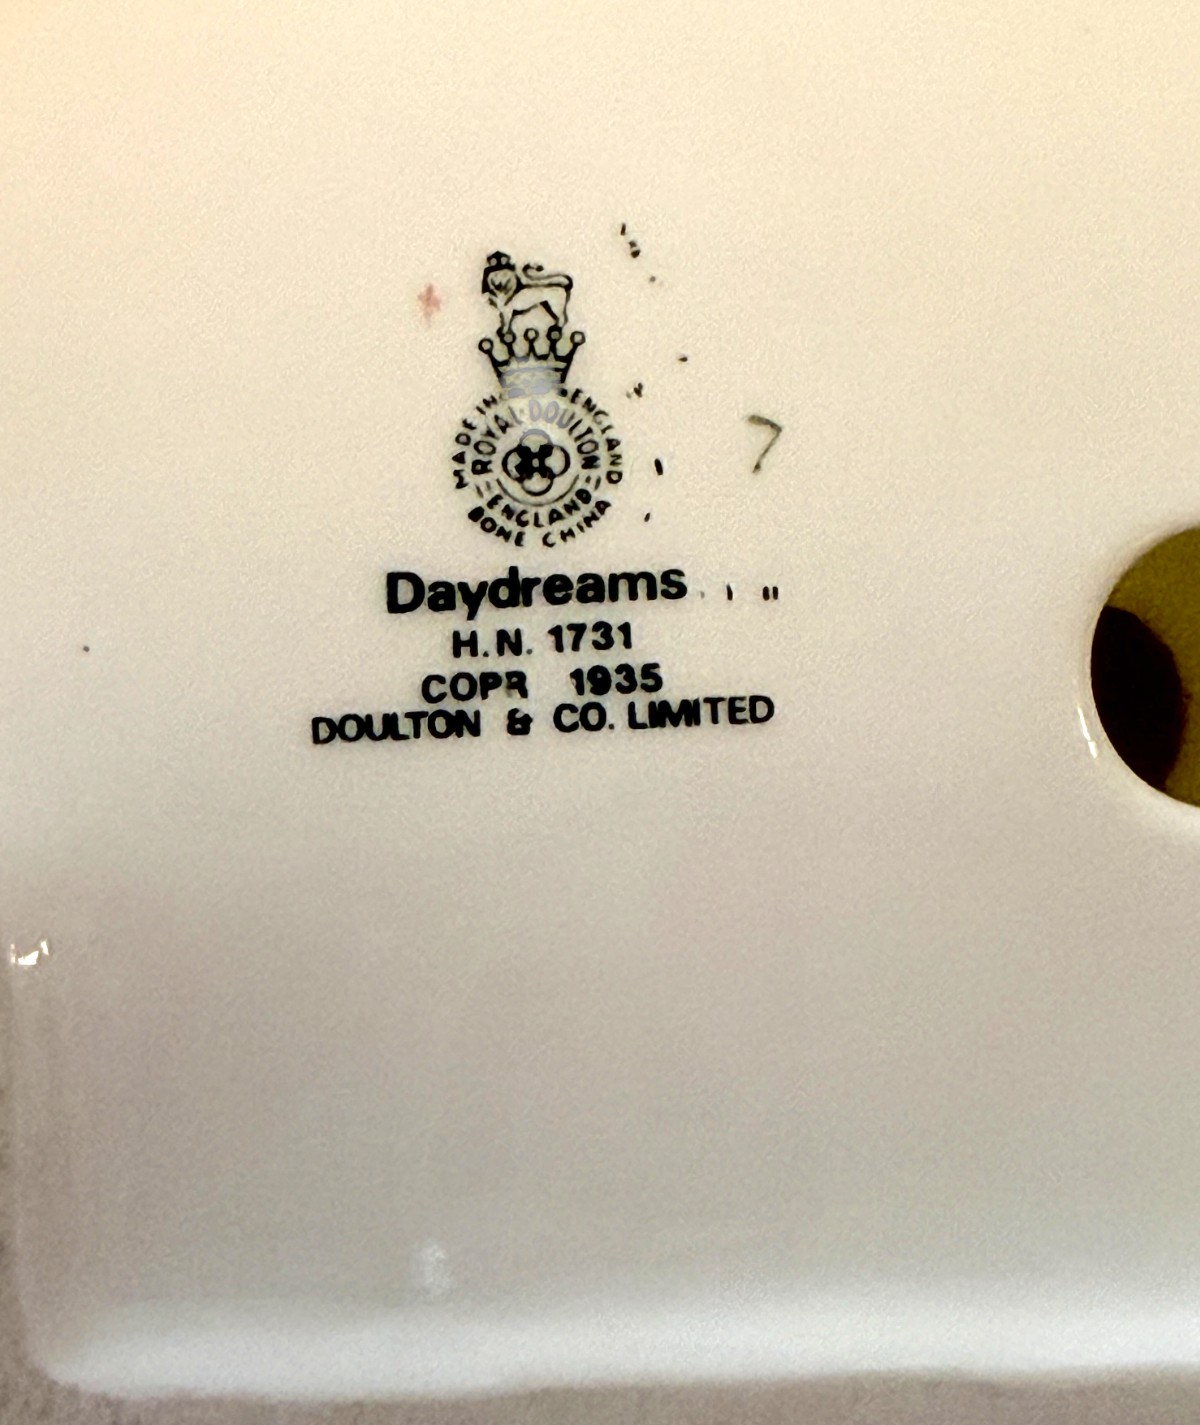 MADE IN ENGLAND
ROYAL DOULTON
ENGLAND
BONE CHINA
7
Daydreams
H.N. 1731
COPR 1935
DOULTON & CO. LIMITED